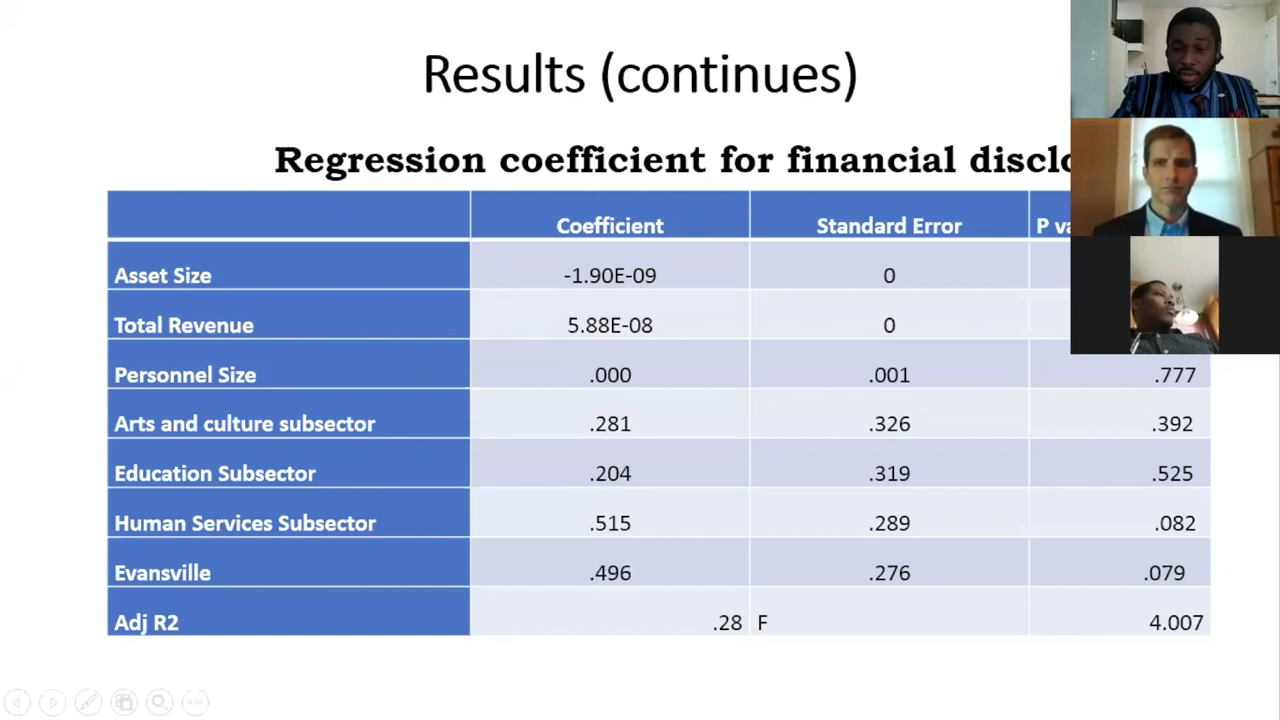 Results (continues)
Regression coefficient for financial
Coefficient Standard Error P
Asset Size -1.90E-09 0
Total Revenue 5.88E-08 0
Personnel Size .000 .001 .777
Arts and culture subsector .281 .326 .392
Education Subsector .204 .319 .525
Human Services Subsector .515 .289 .082
Evansville .496 .276 .079
Adj R2 .28 F 4.007